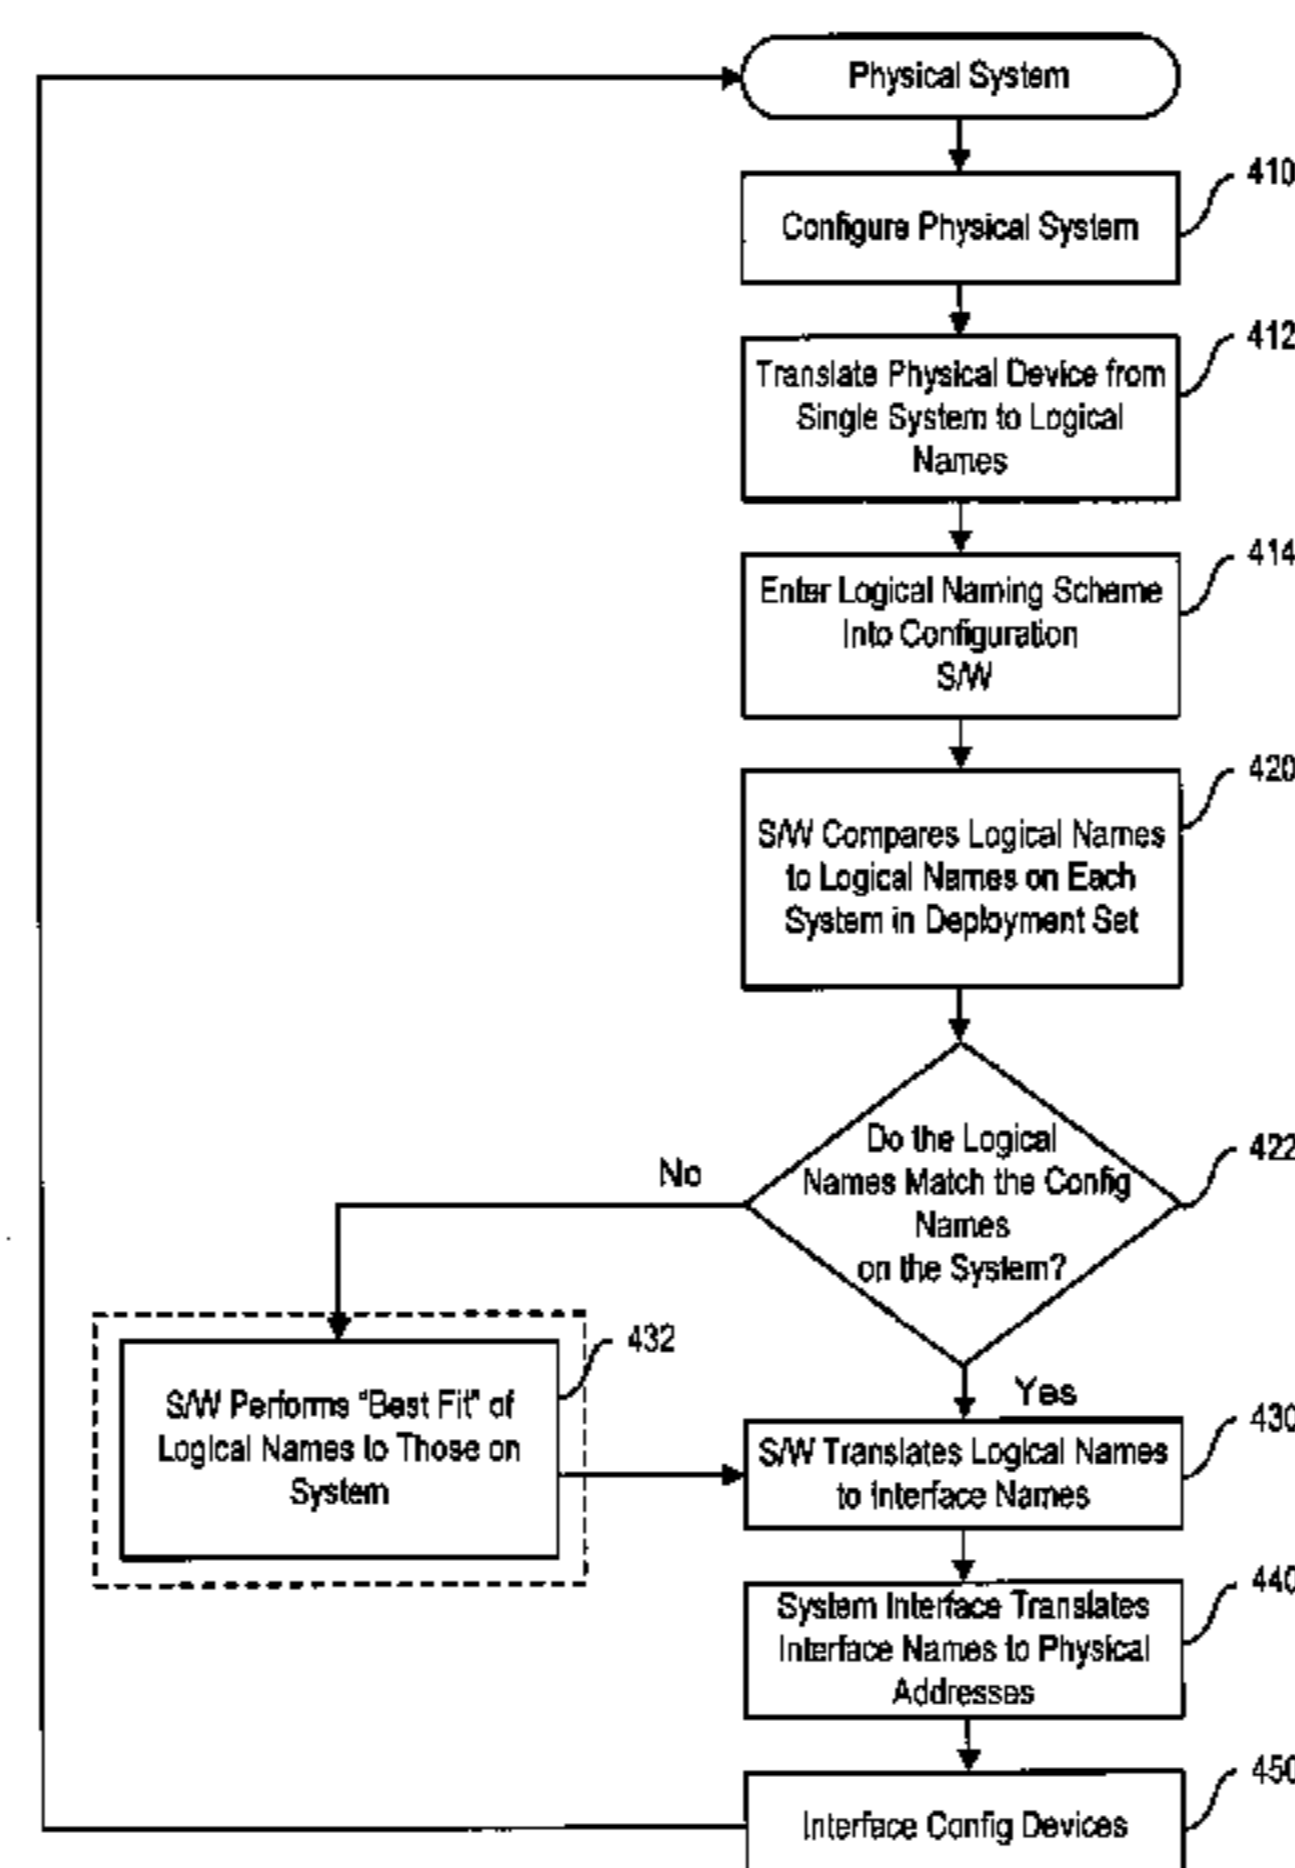 Physical System
410
Configure Physical System
412
Translate Physical Device from
Single System to Logical
Names
414
Enter Logical Naming Scheme
Into Configuration
S/W
420
S/W Compares Logical Names
to Logical Names on Each
System in Deployment Set
422
Do the Logical
Names Match the Config
Names
on the System?
No
Yes
432
S/W Performs "Best Fit" of
Logical Names to Those on
System
430
S/W Translates Logical Names
to Interface Names
440
System Interface Translates
Interface Names to Physical
Addresses
450
Interface Config Devices